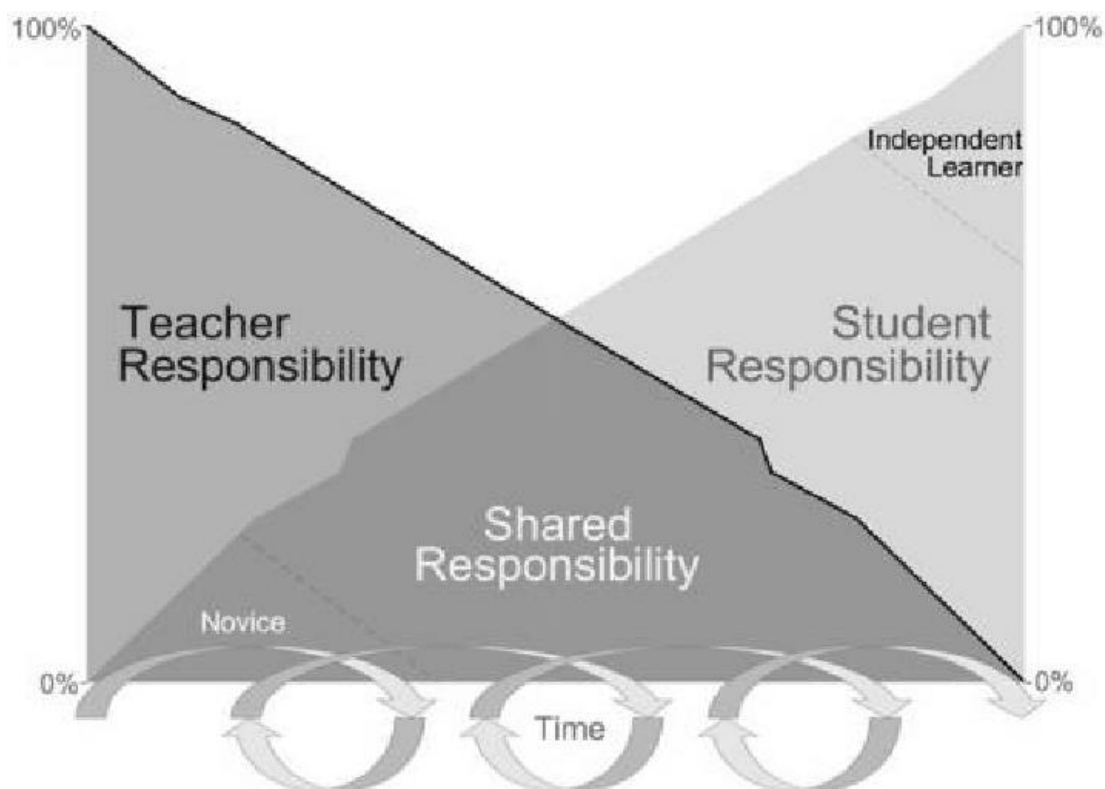 100%
100%
Independent
Learner
Teacher
Responsibility
Student
Responsibility
Shared
Responsibility
Novice
0%
0%
Time